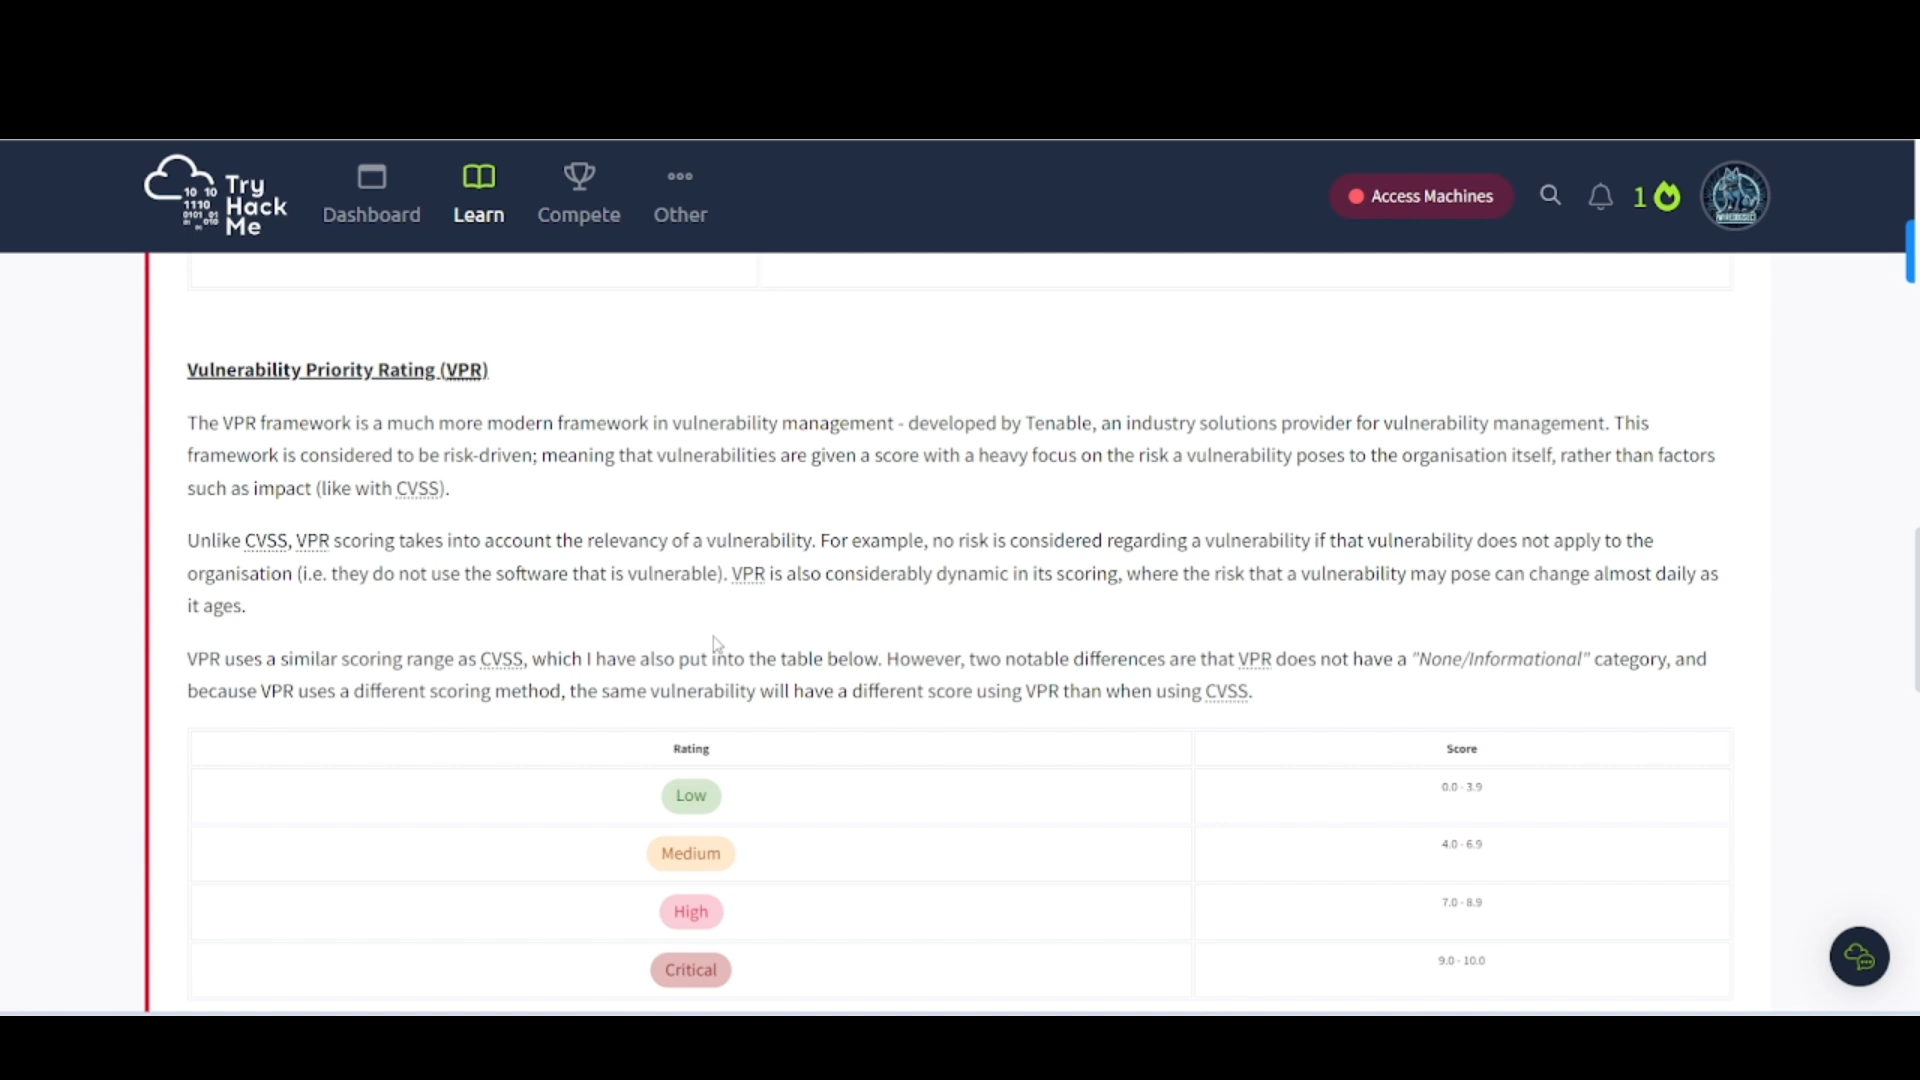 Try
Hack
Me
Dashboard
Learn
Compete
Other
Access Machines
1
Vulnerability Priority Rating (VPR)
The VPR framework is a much more modern framework in vulnerability management - developed by Tenable, an industry solutions provider for vulnerability management. This
framework is considered to be risk-driven; meaning that vulnerabilities are given a score with a heavy focus on the risk a vulnerability poses to the organisation itself, rather than factors
such as impact (like with CVSS).
Unlike CVSS, VPR scoring takes into account the relevancy of a vulnerability. For example, no risk is considered regarding a vulnerability if that vulnerability does not apply to the
organisation (i.e. they do not use the software that is vulnerable). VPR is also considerably dynamic in its scoring, where the risk that a vulnerability may pose can change almost daily as
it ages.
VPR uses a similar scoring range as CVSS, which I have also put into the table below. However, two notable differences are that VPR does not have a "None/Informational" category, and
because VPR uses a different scoring method, the same vulnerability will have a different score using VPR than when using CVSS.
Rating Score
Low 0.0 - 3.9
Medium 4.0 - 6.9
High 7.0 - 8.9
Critical 9.0 - 10.0